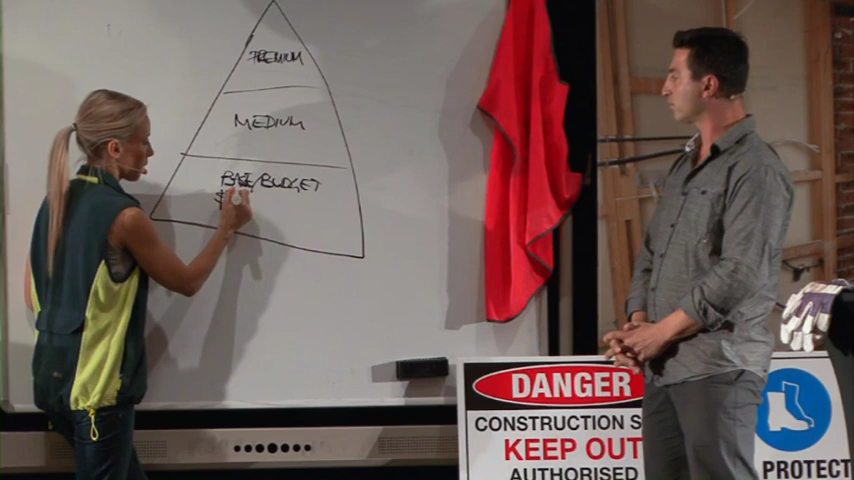 PREMIUM
MEDIUM
BASE/BUDGET
$
DANGER
CONSTRUCTION S
KEEP OUT
AUTHORISED
PROTECT